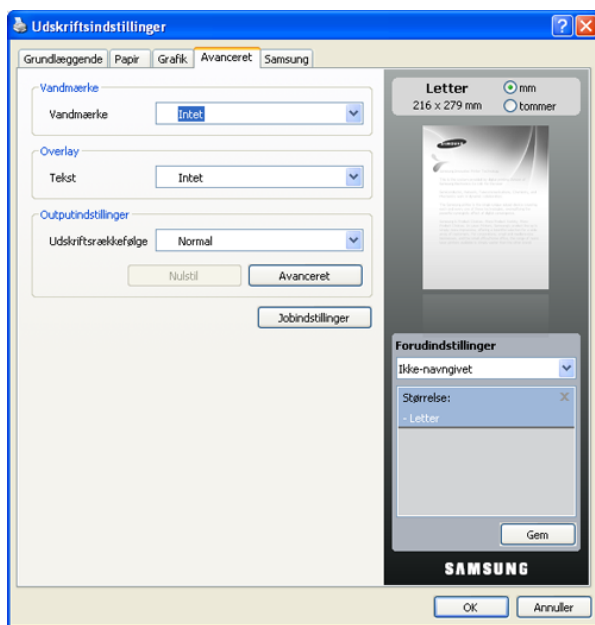 Udskriftsindstillinger
Grundlæggende Papir Grafik Avanceret Samsung
Vandmærke
Vandmærke Intet
Overlay
Tekst Intet
Outputindstillinger
Udskriftsrækkefølge Normal
Nulstil Avanceret
Jobindstillinger
Letter mm
216 x 279 mm tommer
SAMSUNG
Forudindstillinger
Ikke-navngivet
Størrelse: X
- Letter
Gem
SAMSUNG
OK Annuller